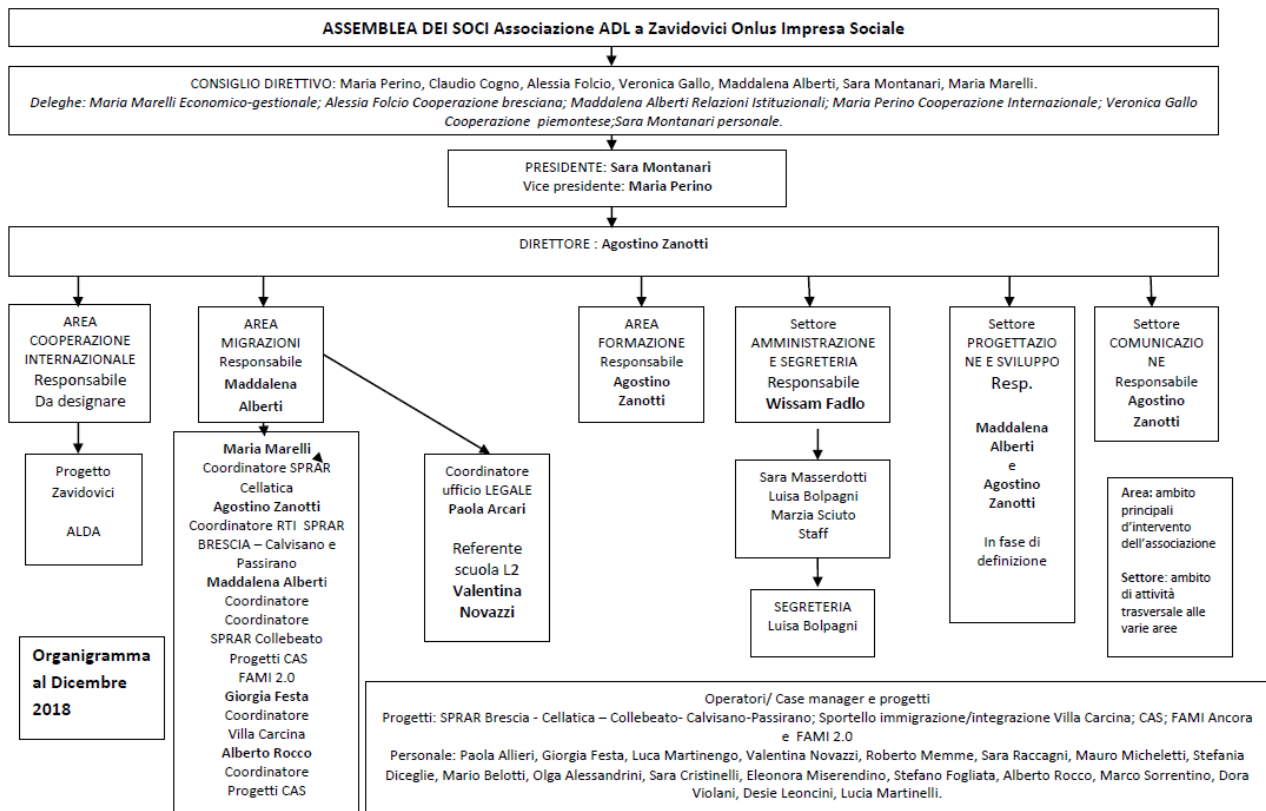 ASSEMBLEA DEI SOCI Associazione ADL a Zavidovici Onlus Impresa Sociale
CONSIGLIO DIRETTIVO: Maria Perino, Claudio Cogno, Alessia Folcio, Veronica Gallo, Maddalena Alberti, Sara Montanari, Maria Marelli.
Deleghe: Maria Marelli Economico-gestionale; Alessia Folcio Cooperazione bresciana; Maddalena Alberti Relazioni Istituzionali; Maria Perino Cooperazione Internazionale; Veronica Gallo
Cooperazione piemontese;Sara Montanari personale.
PRESIDENTE: Sara Montanari
Vice presidente: Maria Perino
DIRETTORE : Agostino Zanotti
AREA
COOPERAZIONE
INTERNAZIONALE
Responsabile
Da designare
AREA
MIGRAZIONI
Responsabile
Maddalena
Alberti
AREA
FORMAZIONE
Responsabile
Agostino
Zanotti
Settore
AMMINISTRAZIONE
E SEGRETERIA
Responsabile
Wissam Fadlo
Settore
PROGETTAZIO
NE E SVILUPPO
Resp.
Maddalena
Alberti
e
Agostino
Zanotti
In fase di
definizione
Settore
COMUNICAZIO
NE
Responsabile
Agostino
Zanotti
Progetto
Zavidovici
ALDA
Maria Marelli
Coordinatore SPRAR
Cellatica
Agostino Zanotti
Coordinatore RTI SPRAR
BRESCIA – Calvisano e
Passirano
Maddalena Alberti
Coordinatore
Coordinatore
SPRAR Collebeato
Progetti CAS
FAMI 2.0
Giorgia Festa
Coordinatore
Villa Carcina
Alberto Rocco
Coordinatore
Progetti CAS
Coordinatore
ufficio LEGALE
Paola Arcari
Referente
scuola L2
Valentina
Novazzi
Sara Masserdotti
Luisa Bolpagni
Marzia Sciuto
Staff
SEGRETERIA
Luisa Bolpagni
Area: ambito
principali
d'intervento
dell'associazione
Settore: ambito
di attività
trasversale alle
varie aree
Organigramma
al Dicembre
2018
Operatori/ Case manager e progetti
Progetti: SPRAR Brescia - Cellatica – Collebeato- Calvisano-Passirano; Sportello immigrazione/integrazione Villa Carcina; CAS; FAMI Ancora
e FAMI 2.0
Personale: Paola Allieri, Giorgia Festa, Luca Martinengo, Valentina Novazzi, Roberto Memme, Sara Raccagni, Mauro Micheletti, Stefania
Diceglie, Mario Belotti, Olga Alessandrini, Sara Cristinelli, Eleonora Miserendino, Stefano Fogliata, Alberto Rocco, Marco Sorrentino, Dora
Violani, Desie Leoncini, Lucia Martinelli.